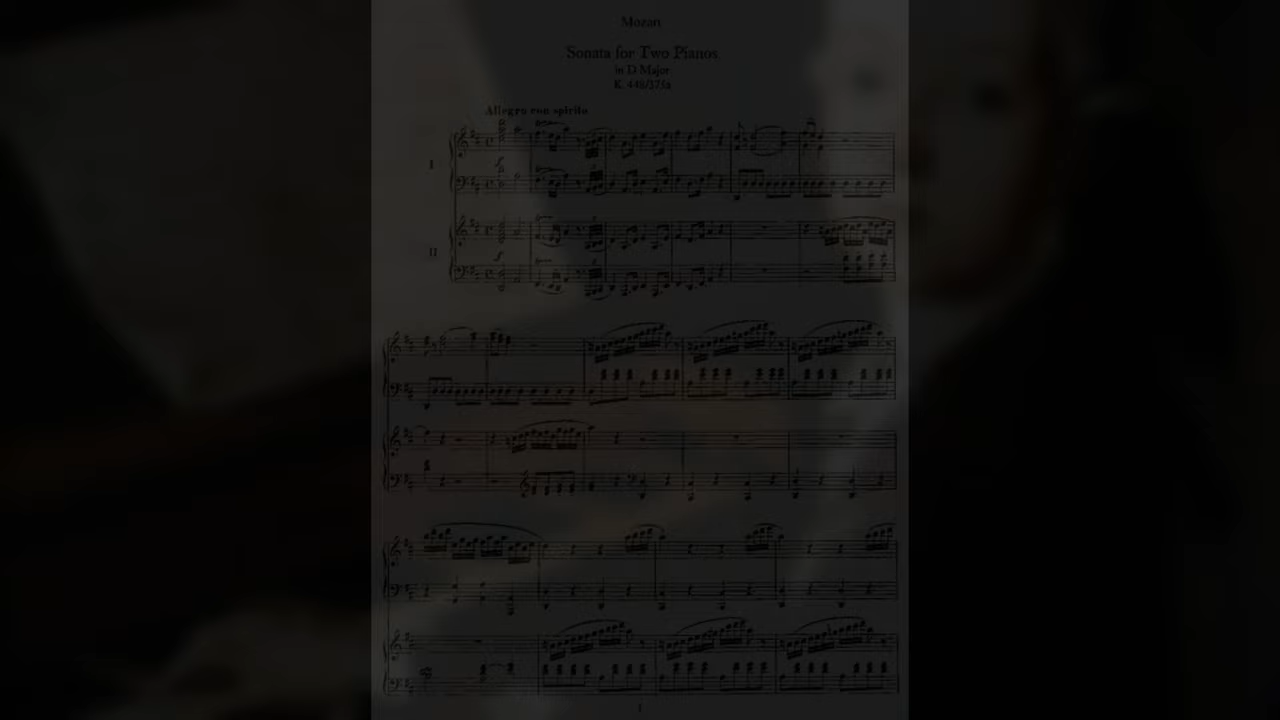 Mozart
Sonata for Two Pianos
in D Major
K. 448/375a
Allegro con spirito
I
II
1